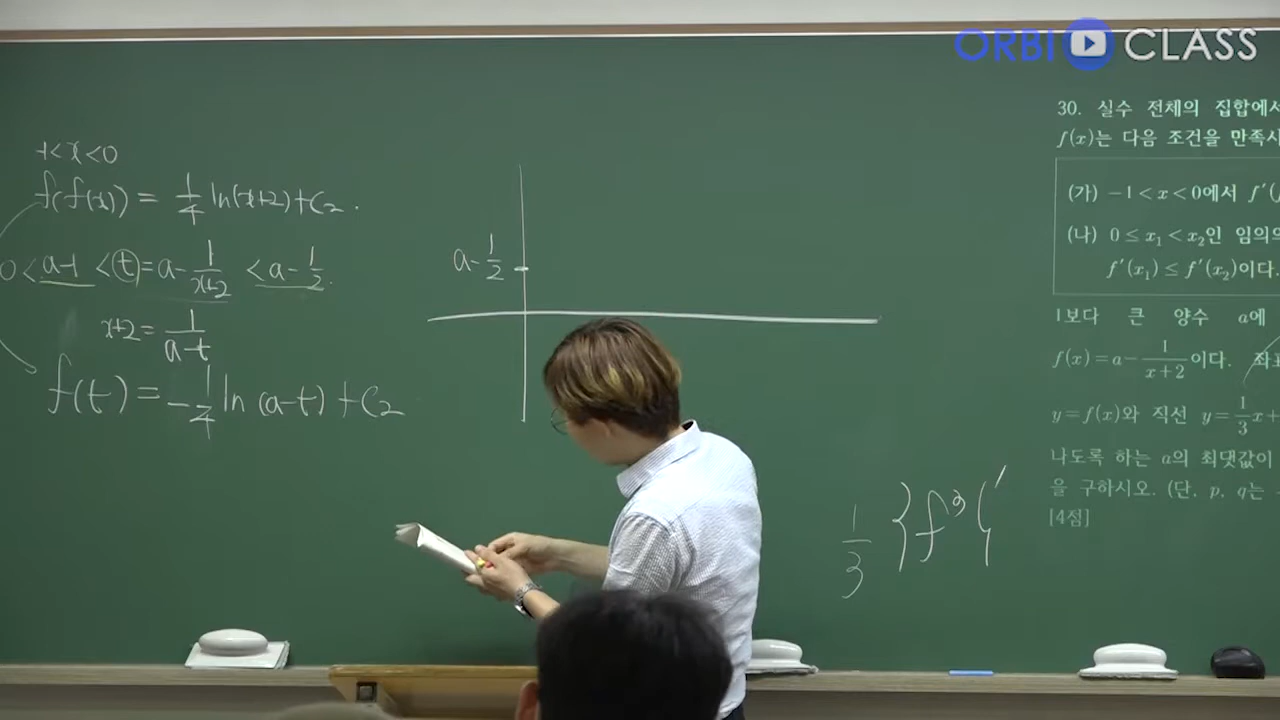 ORBI CLASS
-1<x<0
f(f(x)) = 1/4 ln(x+2)+C₂.
0<a-1<t=a-1/(x+2)<a-1/2.
x+2=1/(a-t)
f(t)=-1/4 ln(a-t)+C₂
a-1/2
1/3 {f³}′
30. 실수 전체의 집합에서
f(x)는 다음 조건을 만족시
(가) -1<x<0에서 f′(
(나) 0≤x₁<x₂인 임의의
f′(x₁)≤f′(x₂)이다.
1보다 큰 양수 a에
f(x)=a-1/(x+2)이다.
y=f(x)와 직선 y=1/3x+
나도록 하는 a의 최댓값이
을 구하시오. (단, p, q는
[4점]